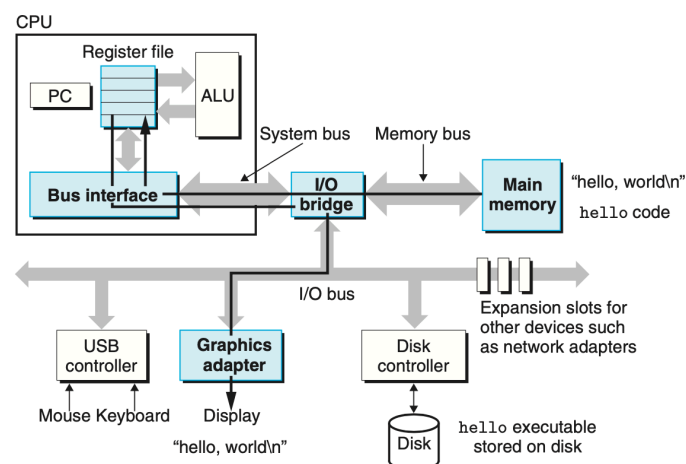 CPU
Register file
PC
ALU
System bus
Memory bus
Bus interface
I/O
bridge
Main
memory
"hello, world\n"
hello code
I/O bus
Expansion slots for
other devices such
as network adapters
USB
controller
Graphics
adapter
Disk
controller
Mouse Keyboard
Display
"hello, world\n"
Disk
hello executable
stored on disk